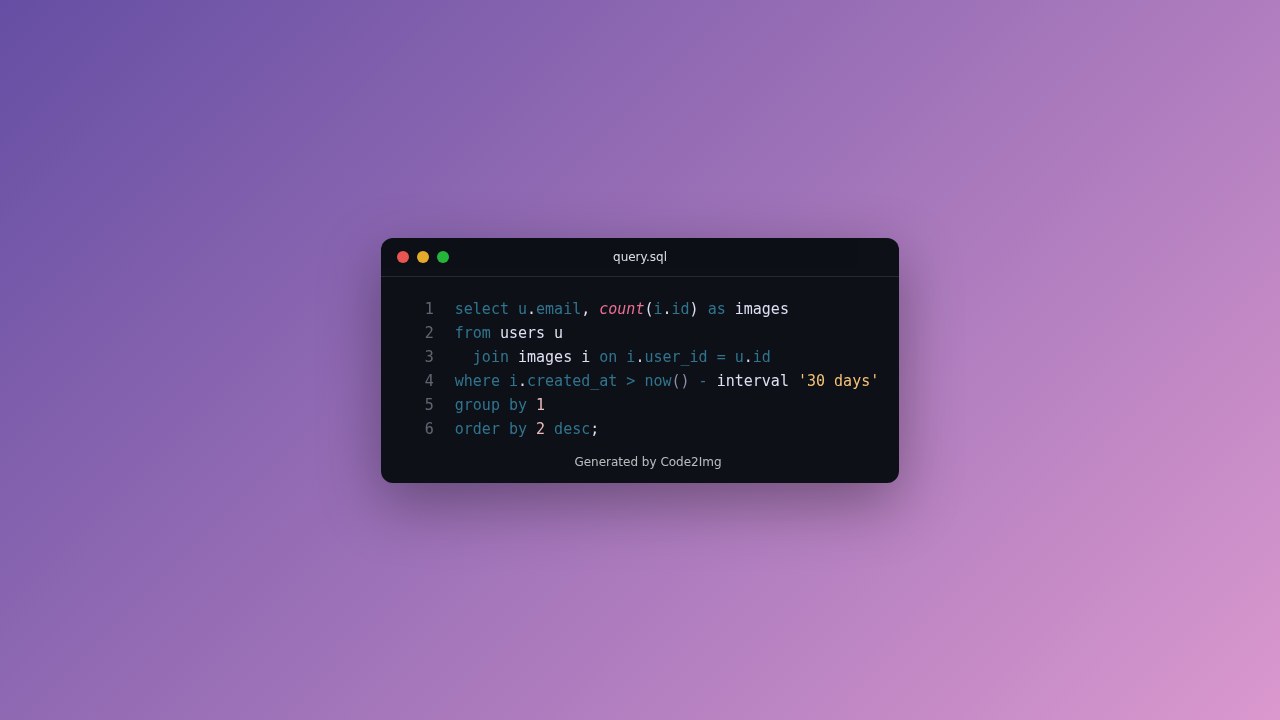 query.sql
1 select u.email, count(i.id) as images
2 from users u
3   join images i on i.user_id = u.id
4 where i.created_at > now() - interval '30 days'
5 group by 1
6 order by 2 desc;
Generated by Code2Img